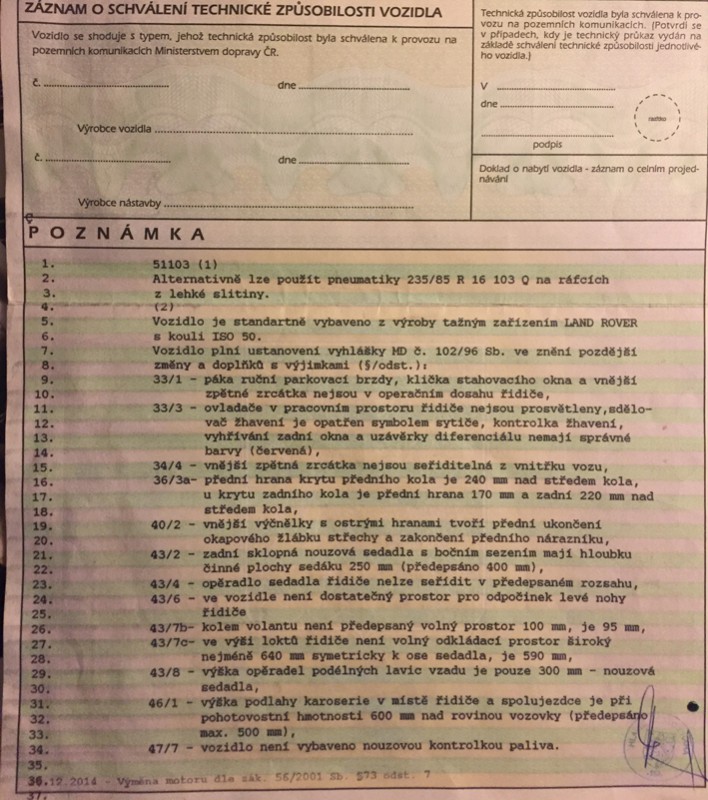 ZÁZNAM O SCHVÁLENÍ TECHNICKÉ ZPŮSOBILOSTI VOZIDLA
Vozidlo se shoduje s typem, jehož technická způsobilost byla schválena k provozu na
pozemních komunikacích Ministerstvem dopravy ČR.
č. ........ dne ........
Výrobce vozidla ........
č. ........ dne ........
Výrobce nástavby ........
Technická způsobilost vozidla byla schválena k pro-
vozu na pozemních komunikacích. (Potvrdí se
v případech, kdy je technický průkaz vydán na
základě schválení technické způsobilosti jednotlivé-
ho vozidla.)
V ........
dne ........
razítko
podpis
Doklad o nabytí vozidla - záznam o celním projed-
návání
POZNÁMKA
1. 51103 (1)
2. Alternativně lze použít pneumatiky 235/85 R 16 103 Q na ráfcích
3. z lehké slitiny.
4. (2)
5. Vozidlo je standartně vybaveno z výroby tažným zařízením LAND ROVER
6. s koulí ISO 50.
7. Vozidlo plní ustanovení vyhlášky MD č. 102/96 Sb. ve znění pozdější
8. změny a doplňků s výjimkami (§/odst.):
9. 33/1 - páka ruční parkovací brzdy, klička stahovacího okna a vnější
10. zpětné zrcátka nejsou v operačním dosahu řidiče,
11. 33/3 - ovladače v pracovním prostoru řidiče nejsou prosvětleny,sdělo-
12. vač žhavení je opatřen symbolem sytiče, kontrolka žhavení,
13. vyhřívání zadní okna a uzávěrky diferenciálu nemají správné
14. barvy (červená),
15. 34/4 - vnější zpětná zrcátka nejsou seřiditelná z vnitřku vozu,
16. 36/3a- přední hrana krytu předního kola je 240 mm nad středem kola,
17. u krytu zadního kola je přední hrana 170 mm a zadní 220 mm nad
18. středem kola,
19. 40/2 - vnější výčnělky s ostrými hranami tvoří přední ukončení
20. okapového žlábku střechy a zakončení předního nárazníku,
21. 43/2 - zadní sklopná nouzová sedadla s bočním sezením mají hloubku
22. činné plochy sedáku 250 mm (předepsáno 400 mm),
23. 43/4 - opěradlo sedadla řidiče nelze seřídit v předepsaném rozsahu,
24. 43/6 - ve vozidle není dostatečný prostor pro odpočinek levé nohy
25. řidiče
26. 43/7b- kolem volantu není předepsaný volný prostor 100 mm, je 95 mm,
27. 43/7c- ve výši loktů řidiče není volný odkládací prostor široký
28. nejméně 640 mm symetricky k ose sedadla, je 590 mm,
29. 43/8 - výška opěradel podélných lavic vzadu je pouze 300 mm - nouzová
30. sedadla,
31. 46/1 - výška podlahy karoserie v místě řidiče a spolujezdce je při
32. pohotovostní hmotnosti 600 mm nad rovinou vozovky (předepsáno
33. max. 500 mm),
34. 47/7 - vozidlo není vybaveno nouzovou kontrolkou paliva.
35.
36.12.2014 - Výměna motoru dle zák. 56/2001 Sb. §73 odst. 7
37.